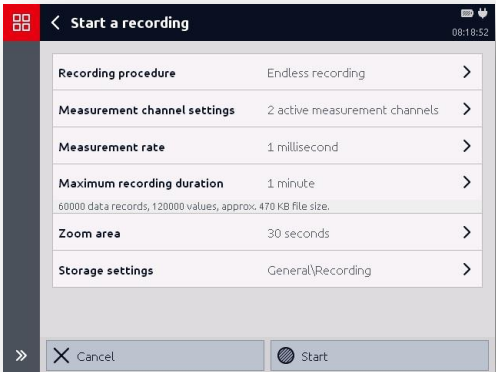 Start a recording
08:18:52
Recording procedure Endless recording
Measurement channel settings 2 active measurement channels
Measurement rate 1 millisecond
Maximum recording duration 1 minute
60000 data records, 120000 values, approx. 470 KB file size.
Zoom area 30 seconds
Storage settings General\Recording
Cancel Start